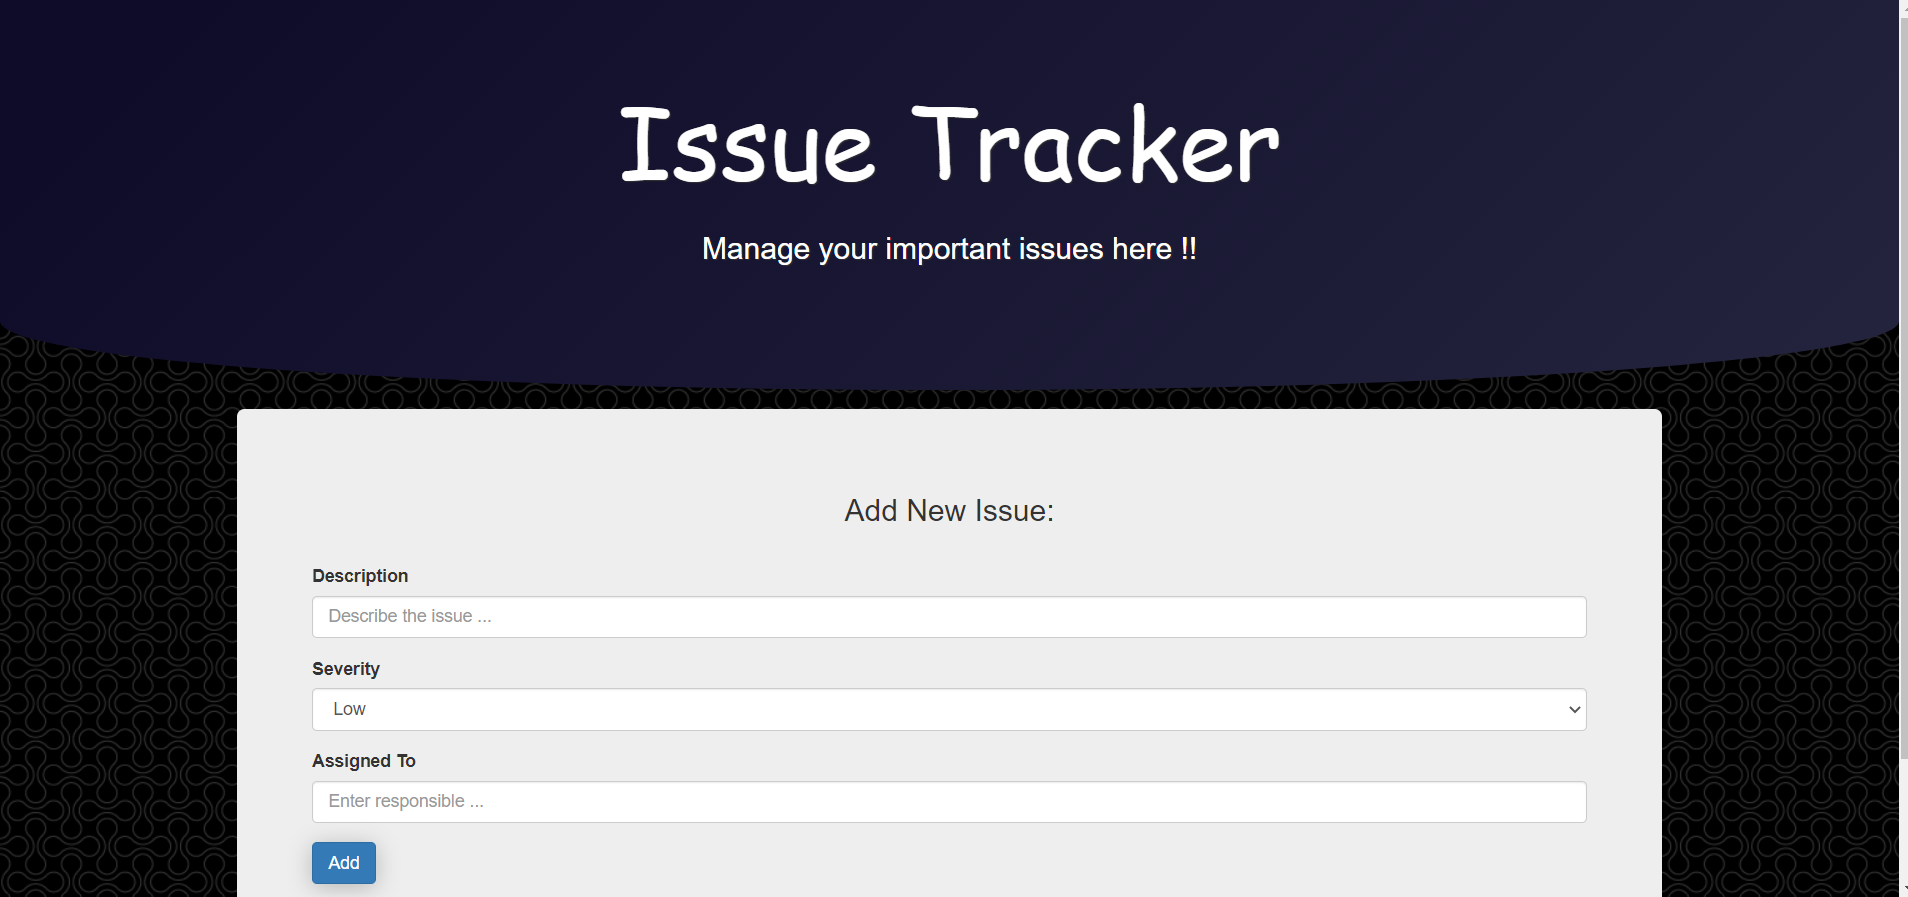 Issue Tracker
Manage your important issues here !!
Add New Issue:
Description
Describe the issue ...
Severity
Low
Assigned To
Enter responsible ...
Add